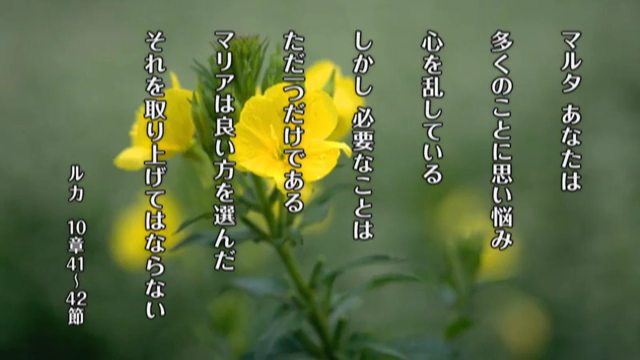 マルタ あなたは
多くのことに思い悩み
心を乱している
しかし 必要なことは
ただ一つだけである
マリアは良い方を選んだ
それを取り上げてはならない
ルカ 10章41～42節